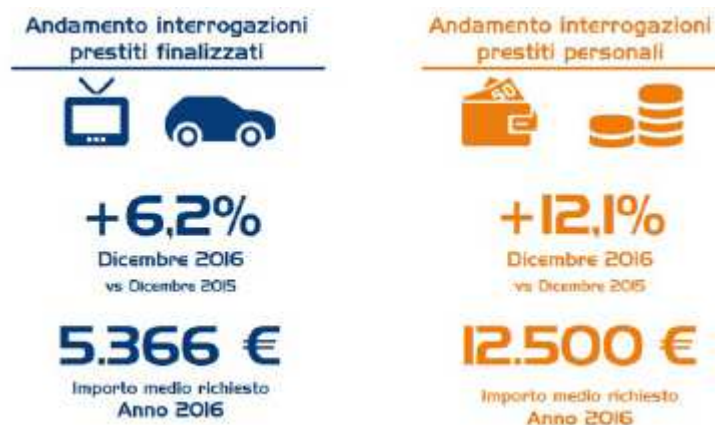 Andamento interrogazioni
prestiti finalizzati
+6,2%
Dicembre 2016
vs Dicembre 2015
5.366 €
Importo medio richiesto
Anno 2016
Andamento interrogazioni
prestiti personali
50
+12,1%
Dicembre 2016
vs Dicembre 2015
12.500 €
Importo medio richiesto
Anno 2016